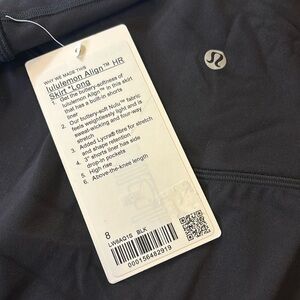 WHY WE MADE THIS
lululemon Align™ HR
Skirt *Long
1. Get the buttery-softness of
lululemon Align™ in this skirt
that has a built-in shorts
liner
2. Our buttery-soft Nulu™ fabric
feels weightlessly light and is
sweat-wicking and four-way
stretch
3. Added Lycra® fibre for stretch
and shape retention
4. 3" shorts liner has side
drop-in pockets
5. High rise
6. Above-the-knee length
8
LW8AQ1S BLK
000156482919